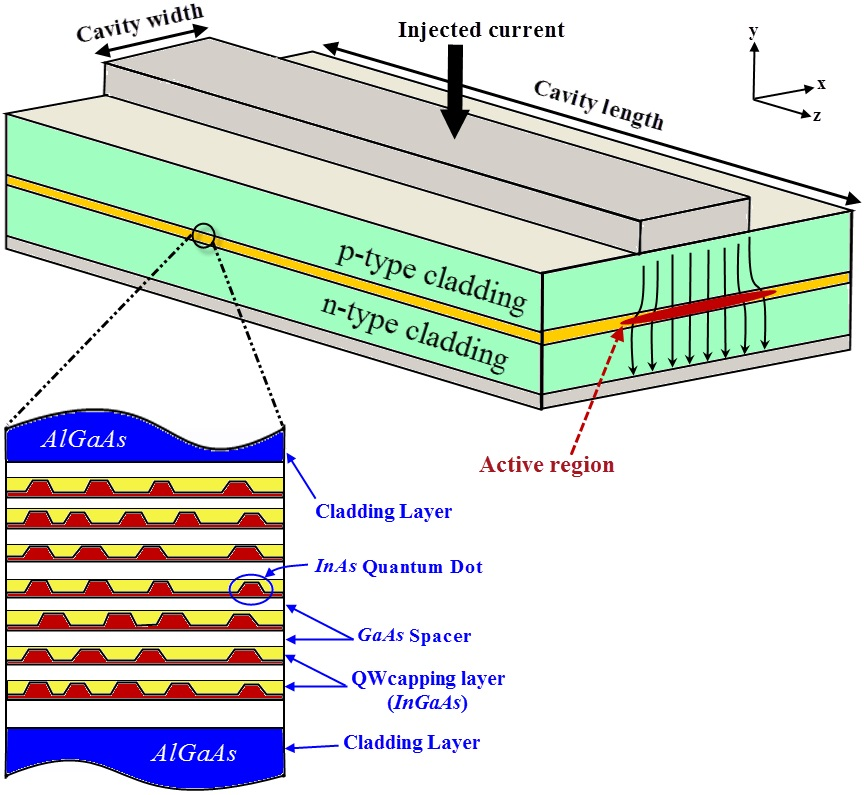 Cavity width
Injected current
Cavity length
y
x
z
p-type cladding
n-type cladding
Active region
AlGaAs
Cladding Layer
InAs Quantum Dot
GaAs Spacer
QWcapping layer
(InGaAs)
Cladding Layer
AlGaAs